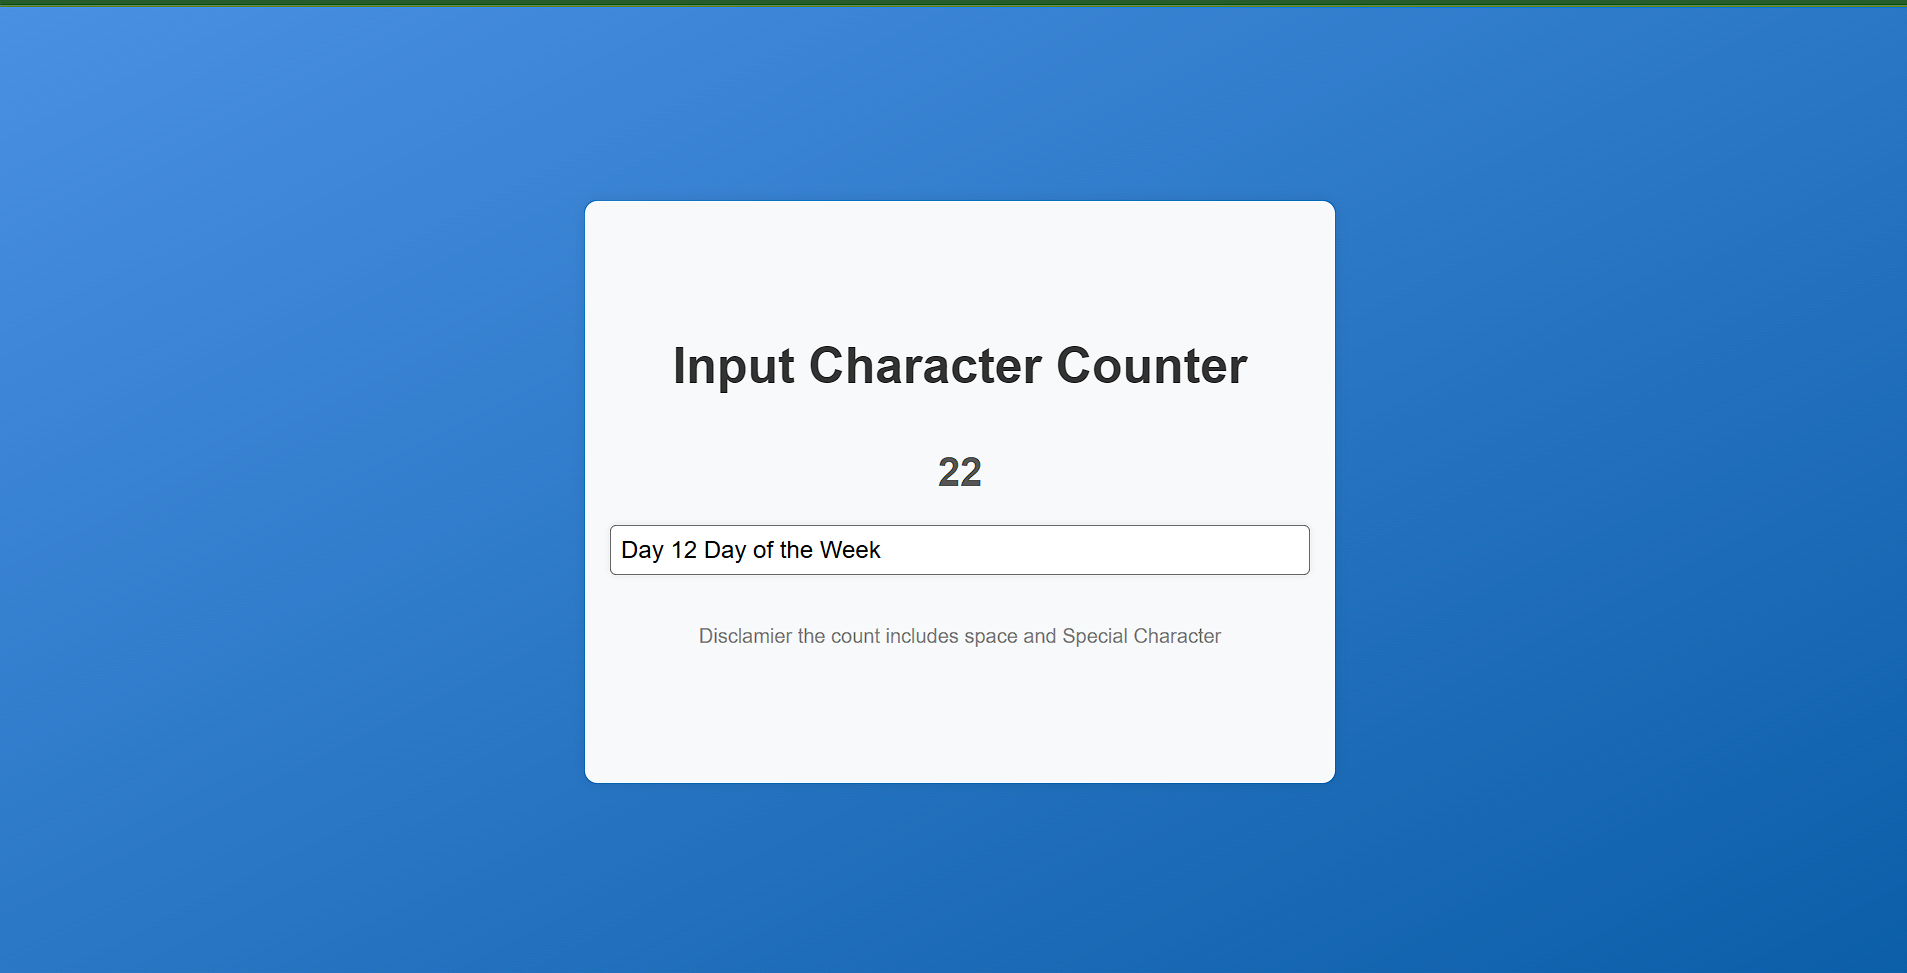 Input Character Counter
22
Day 12 Day of the Week
Disclamier the count includes space and Special Character